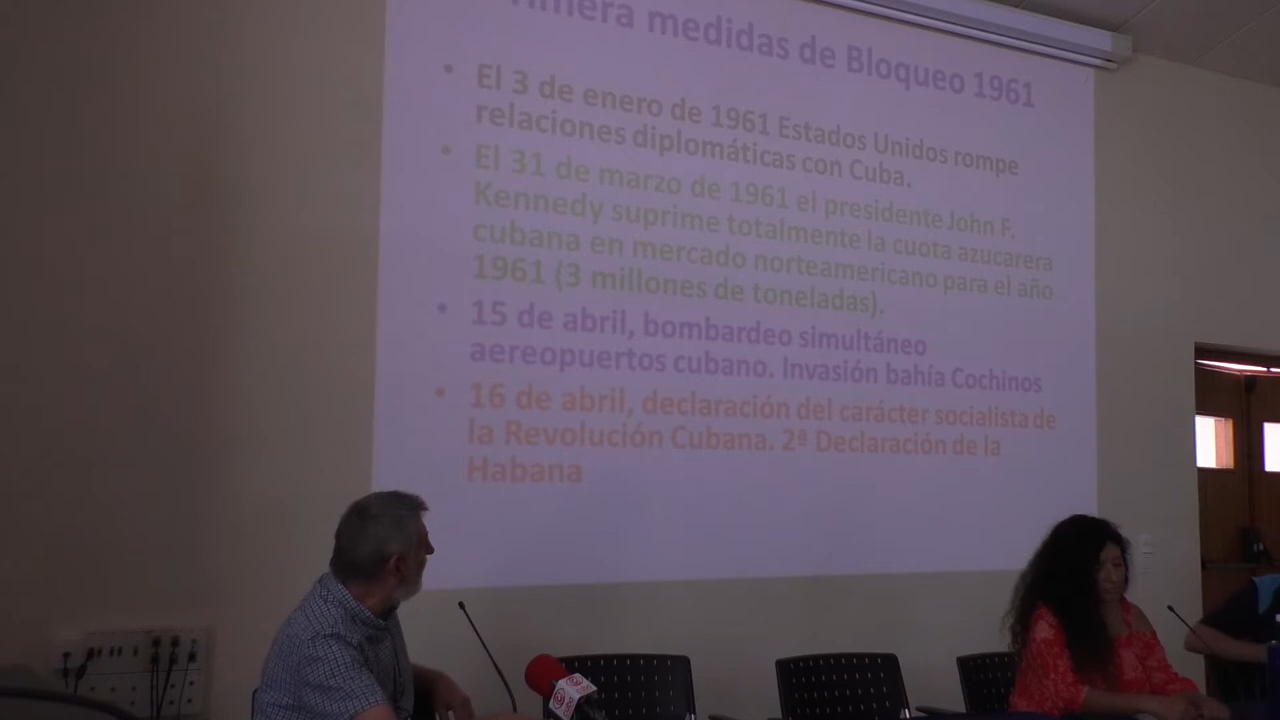 rimera medidas de Bloqueo 1961
• El 3 de enero de 1961 Estados Unidos rompe
relaciones diplomáticas con Cuba.
• El 31 de marzo de 1961 el presidente John F.
Kennedy suprime totalmente la cuota azucarera
cubana en mercado norteamericano para el año
1961 (3 millones de toneladas).
• 15 de abril, bombardeo simultáneo
aereopuertos cubano. Invasión bahía Cochinos
• 16 de abril, declaración del carácter socialista de
la Revolución Cubana. 2ª Declaración de la
Habana